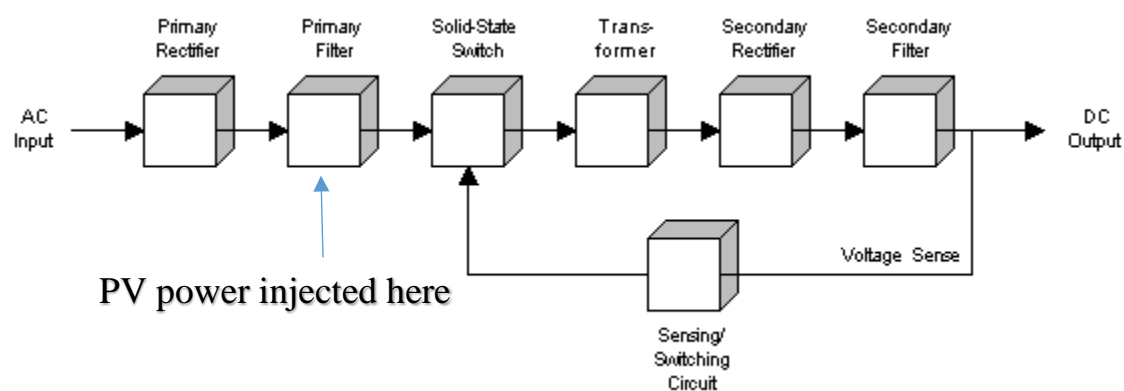 Primary
Rectifier
Primary
Filter
Solid-State
Switch
Trans-
former
Secondary
Rectifier
Secondary
Filter
AC
Input
DC
Output
Voltage Sense
PV power injected here
Sensing/
Switching
Circuit